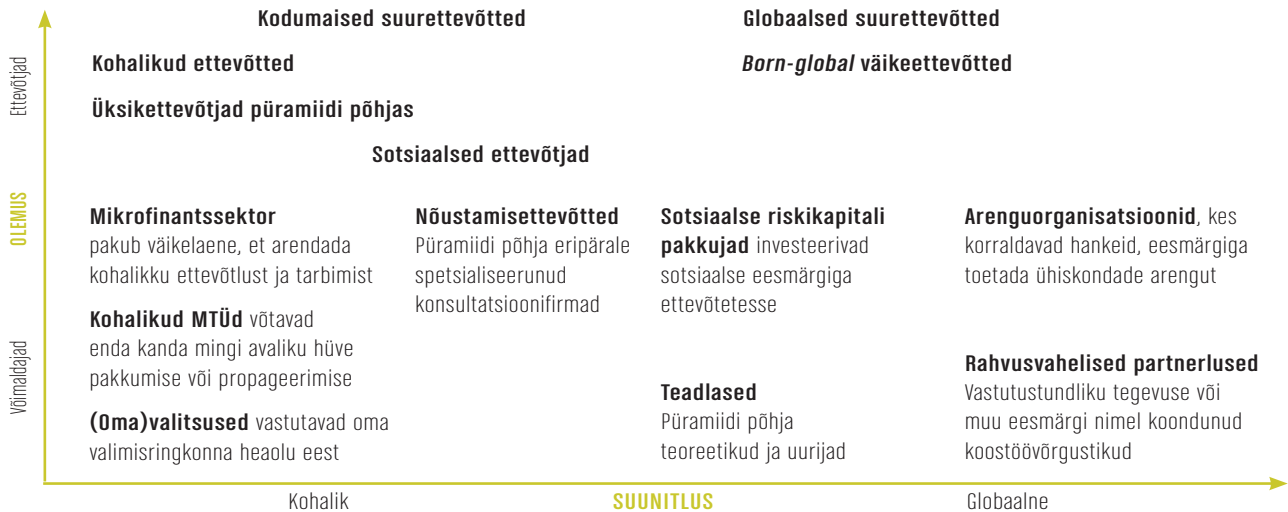 Kodumaised suurettevõtted
Globaalsed suurettevõtted
Kohalikud ettevõtted
Born-global väikeettevõtted
Üksikettevõtjad püramiidi põhjas
Sotsiaalsed ettevõtjad
Ettevõtjad
OLEMUS
Võimaldajad
Mikrofinantssektor
pakub väikelaene, et arendada
kohalikku ettevõtlust ja tarbimist
Kohalikud MTÜd võtavad
enda kanda mingi avaliku hüve
pakkumise või propageerimise
(Oma)valitsused vastutavad oma
valimisringkonna heaolu eest
Nõustamisettevõtted
Püramiidi põhja eripärale
spetsialiseerunud
konsultatsioonifirmad
Sotsiaalse riskikapitali
pakkujad investeerivad
sotsiaalse eesmärgiga
ettevõtetesse
Teadlased
Püramiidi põhja
teoreetikud ja uurijad
Arenguorganisatsioonid, kes
korraldavad hankeid, eesmärgiga
toetada ühiskondade arengut
Rahvusvahelised partnerlused
Vastutustundliku tegevuse või
muu eesmärgi nimel koondunud
koostöövõrgustikud
Kohalik
SUUNITLUS
Globaalne